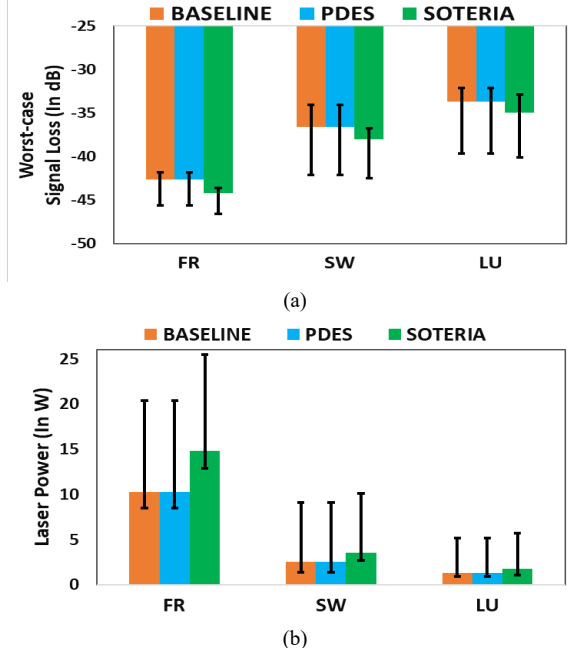 BASELINE PDES SOTERIA
Worst-case
Signal Loss (In dB)
-25
-30
-35
-40
-45
-50
FR SW LU
(a)
BASELINE PDES SOTERIA
Laser Power (In W)
25
20
15
10
5
0
FR SW LU
(b)